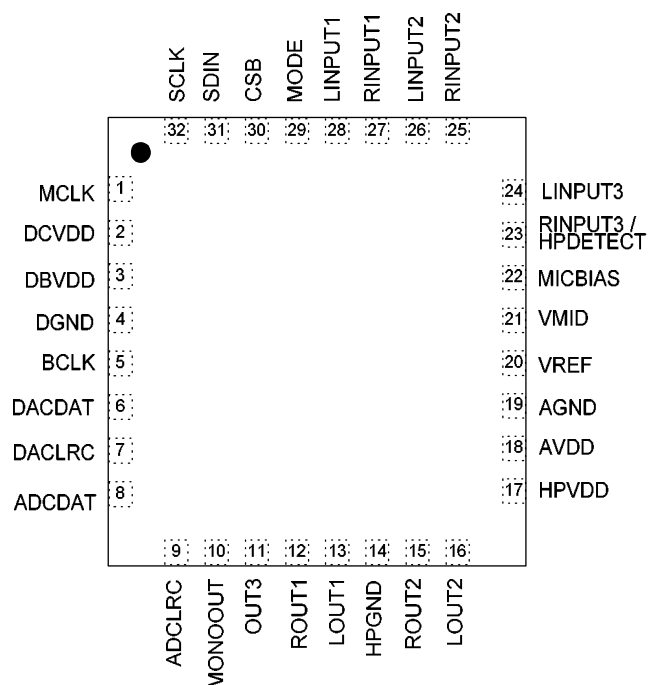 SCLK
SDIN
CSB
MODE
LINPUT1
RINPUT1
LINPUT2
RINPUT2
32 31 30 29 28 27 26 25
MCLK 1
24 LINPUT3
DCVDD 2
23 RINPUT3 /
HPDETECT
DBVDD 3
22 MICBIAS
DGND 4
21 VMID
BCLK 5
20 VREF
DACDAT 6
19 AGND
DACLRC 7
18 AVDD
ADCDAT 8
17 HPVDD
9 10 11 12 13 14 15 16
ADCLRC
MONOOUT
OUT3
ROUT1
LOUT1
HPGND
ROUT2
LOUT2